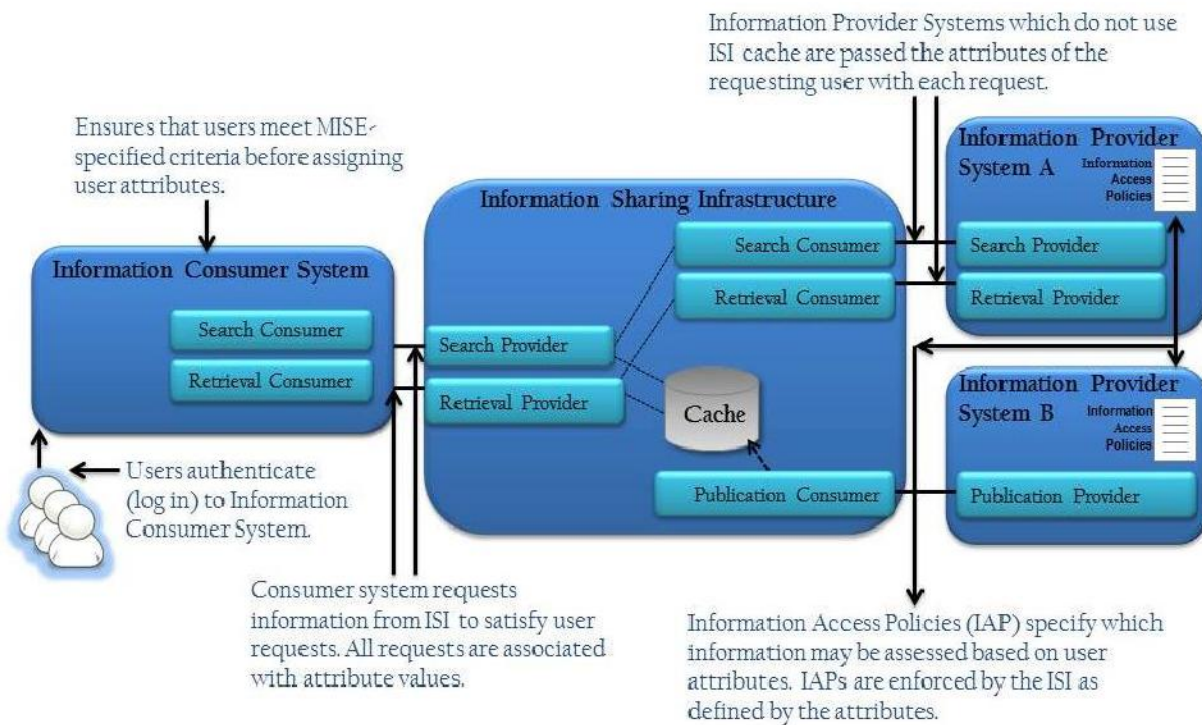 Information Provider Systems which do not use
ISI cache are passed the attributes of the
requesting user with each request.
Ensures that users meet MISE-
specified criteria before assigning
user attributes.
Information Consumer System
Search Consumer
Retrieval Consumer
Users authenticate
(log in) to Information
Consumer System.
Consumer system requests
information from ISI to satisfy user
requests. All requests are associated
with attribute values.
Information Sharing Infrastructure
Search Consumer
Retrieval Consumer
Search Provider
Retrieval Provider
Cache
Publication Consumer
Information Provider
System A
Information
Access
Policies
Search Provider
Retrieval Provider
Information Provider
System B
Information
Access
Policies
Publication Provider
Information Access Policies (IAP) specify which
information may be assessed based on user
attributes. IAPs are enforced by the ISI as
defined by the attributes.